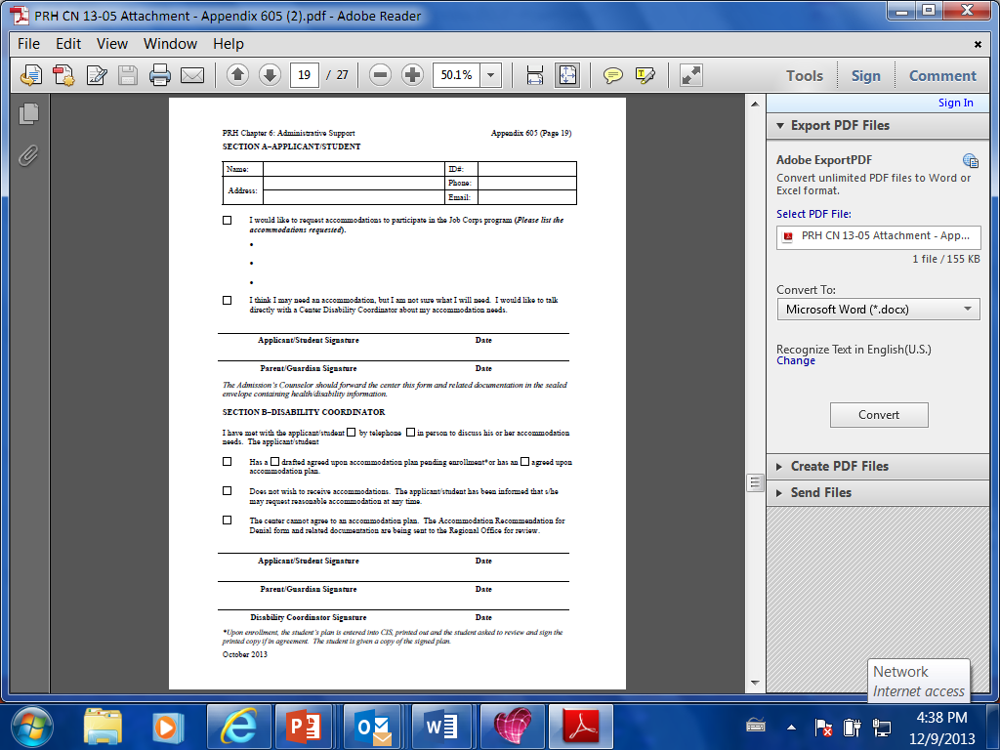 PRH CN 13-05 Attachment - Appendix 605 (2).pdf - Adobe Reader
File Edit View Window Help
19 / 27 50.1% Tools Sign Comment
Sign In
Export PDF Files
Adobe ExportPDF
Convert unlimited PDF files to Word or
Excel format.
Select PDF File:
PRH CN 13-05 Attachment - App...
1 file / 155 KB
Convert To:
Microsoft Word (*.docx)
Recognize Text in English(U.S.)
Change
Convert
Create PDF Files
Send Files
PRH Chapter 6: Administrative Support Appendix 605 (Page 19)
SECTION A–APPLICANT/STUDENT
Name: ID#:
Address: Phone:
Email:
I would like to request accommodations to participate in the Job Corps program (Please list the
accommodations requested).
•
•
•
I think I may need an accommodation, but I am not sure what I will need. I would like to talk
directly with a Center Disability Coordinator about my accommodation needs.
Applicant/Student Signature Date
Parent/Guardian Signature Date
The Admission's Counselor should forward the center this form and related documentation in the sealed
envelope containing health/disability information.
SECTION B–DISABILITY COORDINATOR
I have met with the applicant/student by telephone in person to discuss his or her accommodation
needs. The applicant/student
Has a drafted agreed upon accommodation plan pending enrollment*or has an agreed upon
accommodation plan.
Does not wish to receive accommodations. The applicant/student has been informed that s/he
may request reasonable accommodation at any time.
The center cannot agree to an accommodation plan. The Accommodation Recommendation for
Denial form and related documentation are being sent to the Regional Office for review.
Applicant/Student Signature Date
Parent/Guardian Signature Date
Disability Coordinator Signature Date
*Upon enrollment, the student's plan is entered into CIS, printed out and the student asked to review and sign the
printed copy if in agreement. The student is given a copy of the signed plan.
October 2013
Network
Internet access
4:38 PM
12/9/2013